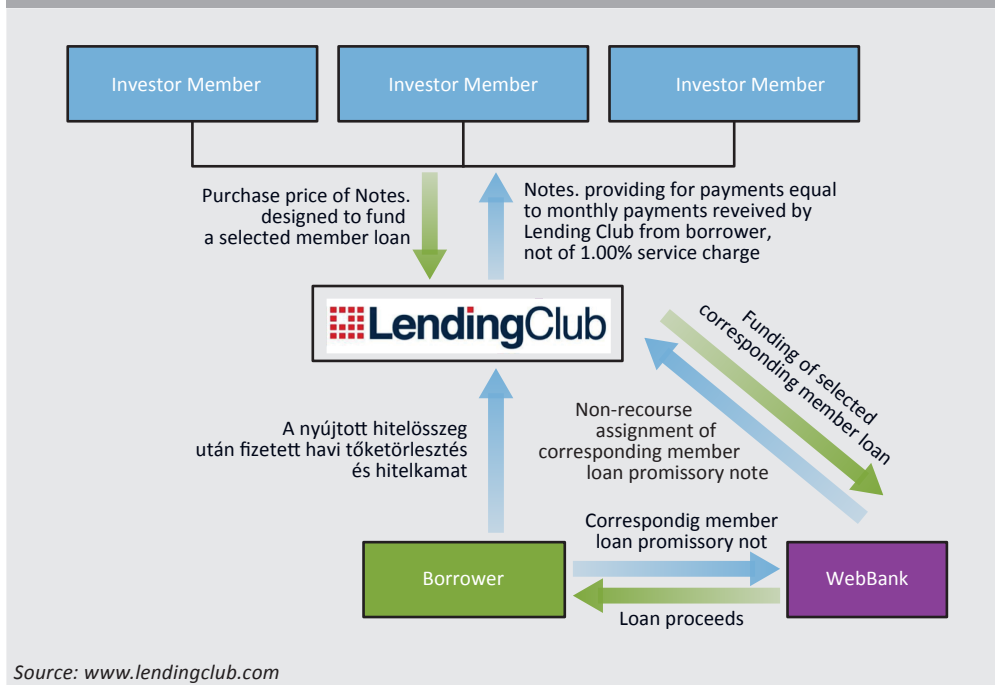 Investor Member
Investor Member
Investor Member
Purchase price of Notes.
designed to fund
a selected member loan
Notes. providing for payments equal
to monthly payments reveived by
Lending Club from borrower,
not of 1.00% service charge
LendingClub
Funding of selected
corresponding member loan
Non-recourse
assignment of
corresponding member
loan promissory note
A nyújtott hitelösszeg
után fizetett havi tőketörlesztés
és hitelkamat
Correspondig member
loan promissory not
Borrower
WebBank
Loan proceeds
Source: www.lendingclub.com